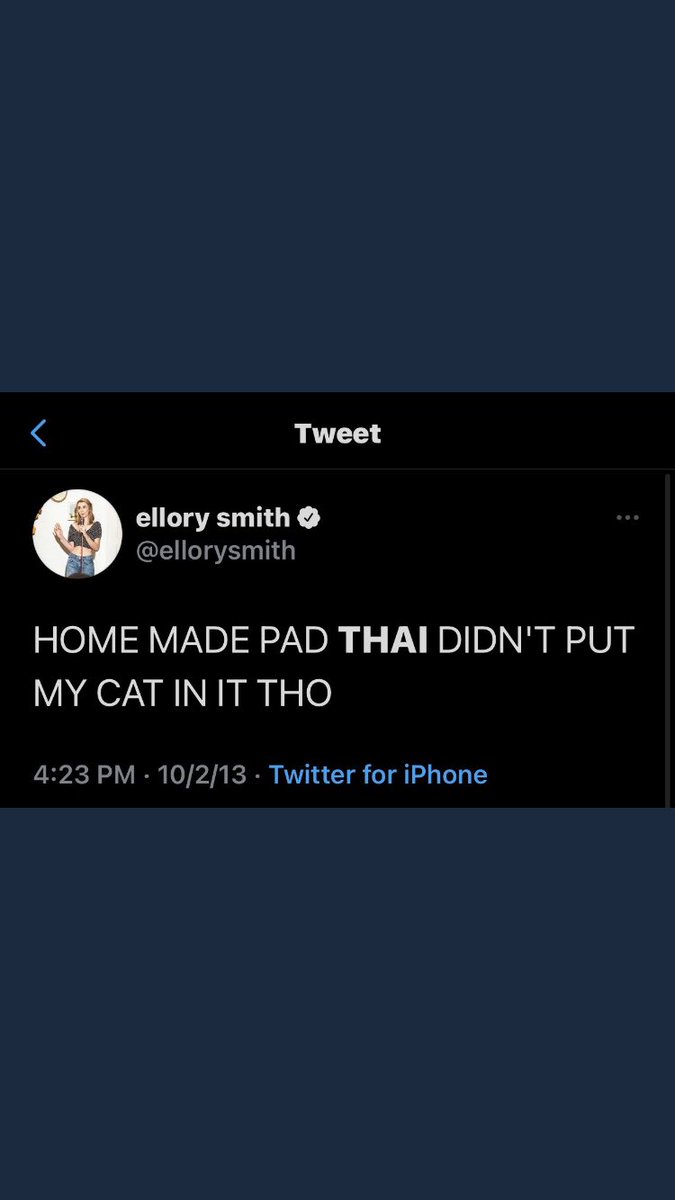 Tweet
ellory smith
@ellorysmith
HOME MADE PAD THAI DIDN'T PUT
MY CAT IN IT THO
4:23 PM · 10/2/13 · Twitter for iPhone